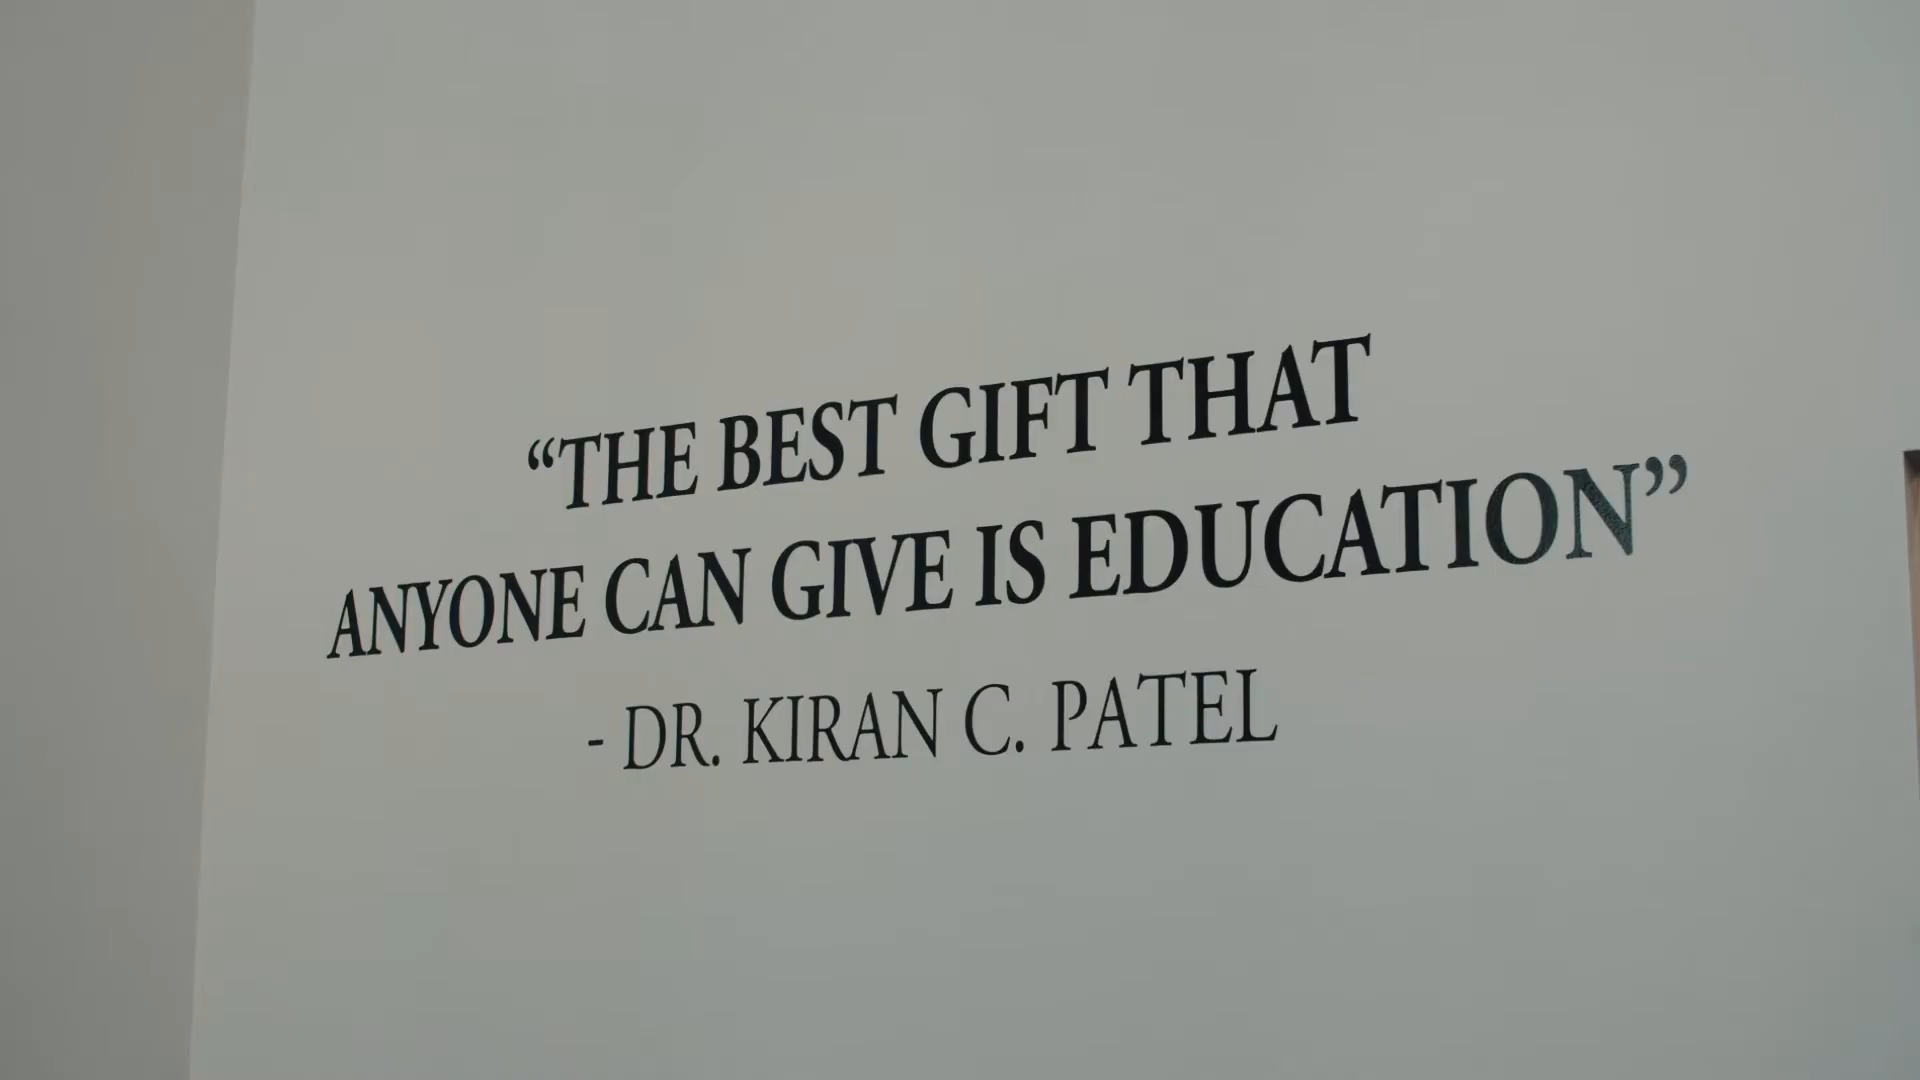 “THE BEST GIFT THAT
ANYONE CAN GIVE IS EDUCATION”
- DR. KIRAN C. PATEL